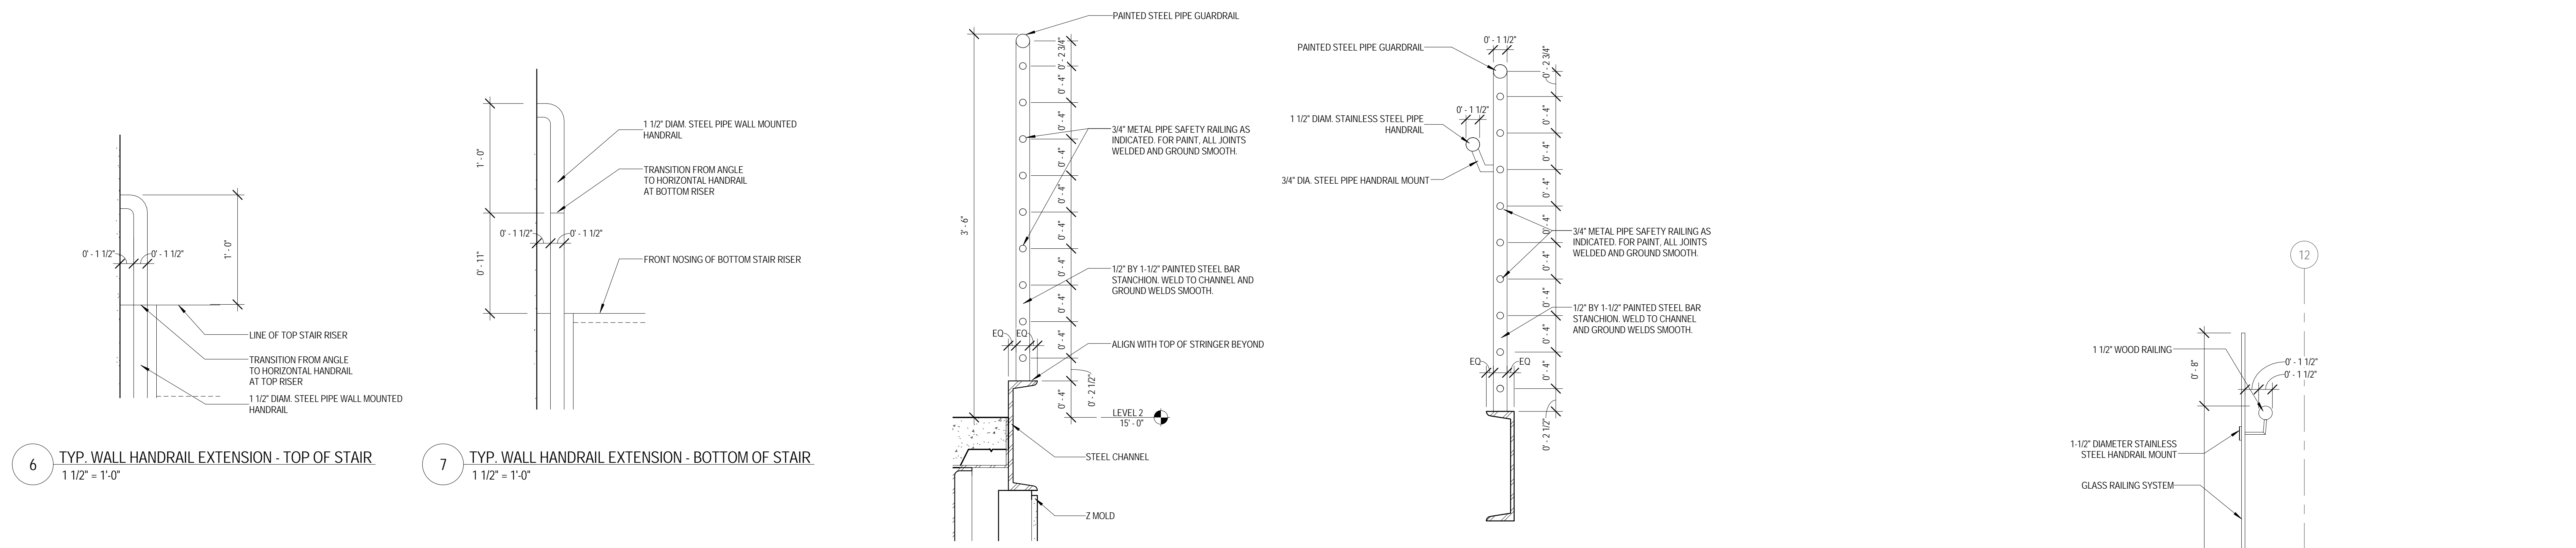 0' - 1 1/2"
0' - 1 1/2"
1' - 0"
LINE OF TOP STAIR RISER
TRANSITION FROM ANGLE
TO HORIZONTAL HANDRAIL
AT TOP RISER
1 1/2" DIAM. STEEL PIPE WALL MOUNTED
HANDRAIL
6
TYP. WALL HANDRAIL EXTENSION - TOP OF STAIR
1 1/2" = 1'-0"
1' - 0"
0' - 11"
0' - 1 1/2"
0' - 1 1/2"
1 1/2" DIAM. STEEL PIPE WALL MOUNTED
HANDRAIL
TRANSITION FROM ANGLE
TO HORIZONTAL HANDRAIL
AT BOTTOM RISER
FRONT NOSING OF BOTTOM STAIR RISER
7
TYP. WALL HANDRAIL EXTENSION - BOTTOM OF STAIR
1 1/2" = 1'-0"
PAINTED STEEL PIPE GUARDRAIL
3' - 6"
0' - 2 3/4"
0' - 4"
0' - 4"
0' - 4"
0' - 4"
0' - 4"
0' - 4"
0' - 4"
0' - 4"
0' - 2 1/2"
0' - 4"
3/4" METAL PIPE SAFETY RAILING AS
INDICATED. FOR PAINT, ALL JOINTS
WELDED AND GROUND SMOOTH.
1/2" BY 1-1/2" PAINTED STEEL BAR
STANCHION. WELD TO CHANNEL AND
GROUND WELDS SMOOTH.
EQ
EQ
ALIGN WITH TOP OF STRINGER BEYOND
LEVEL 2
15' - 0"
STEEL CHANNEL
Z MOLD
0' - 1 1/2"
PAINTED STEEL PIPE GUARDRAIL
0' - 1 1/2"
1 1/2" DIAM. STAINLESS STEEL PIPE
HANDRAIL
3/4" DIA. STEEL PIPE HANDRAIL MOUNT
0' - 2 3/4"
0' - 4"
0' - 4"
0' - 4"
0' - 4"
0' - 4"
0' - 4"
0' - 4"
0' - 4"
0' - 2 1/2"
3/4" METAL PIPE SAFETY RAILING AS
INDICATED. FOR PAINT, ALL JOINTS
WELDED AND GROUND SMOOTH.
1/2" BY 1-1/2" PAINTED STEEL BAR
STANCHION. WELD TO CHANNEL
AND GROUND WELDS SMOOTH.
EQ
EQ
12
1 1/2" WOOD RAILING
0' - 8"
0' - 1 1/2"
0' - 1 1/2"
1-1/2" DIAMETER STAINLESS
STEEL HANDRAIL MOUNT
GLASS RAILING SYSTEM